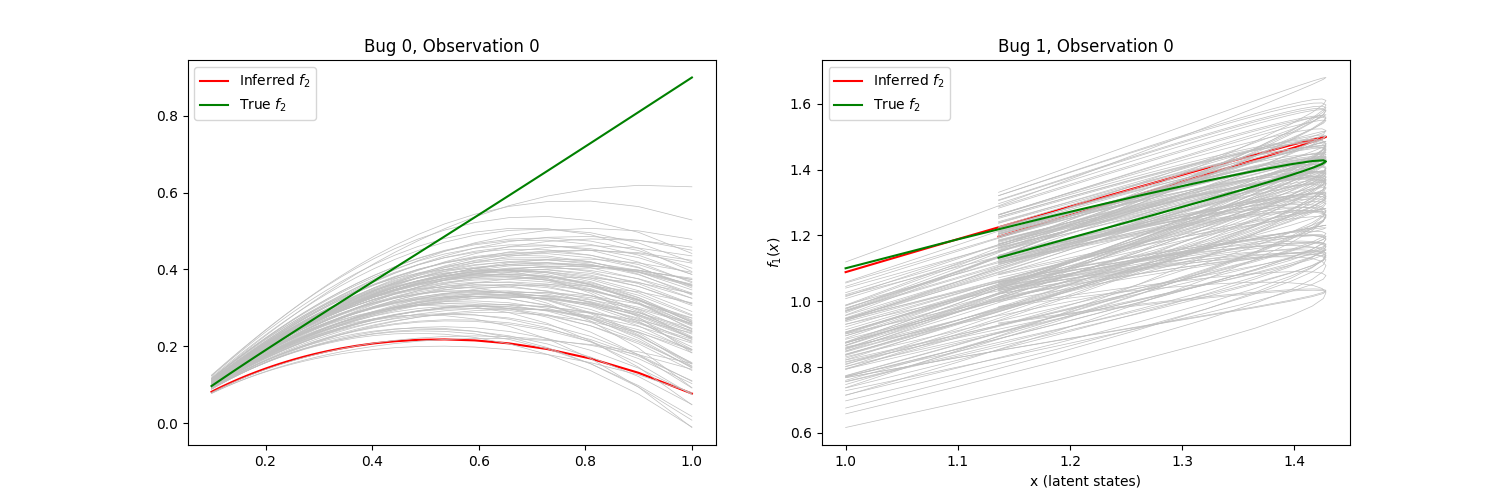 Bug 0, Observation 0
Inferred f₂
True f₂
0.8
0.6
0.4
0.2
0.0
0.2 0.4 0.6 0.8 1.0
Bug 1, Observation 0
Inferred f₂
True f₂
f₁(x)
1.6
1.4
1.2
1.0
0.8
0.6
1.0 1.1 1.2 1.3 1.4
x (latent states)